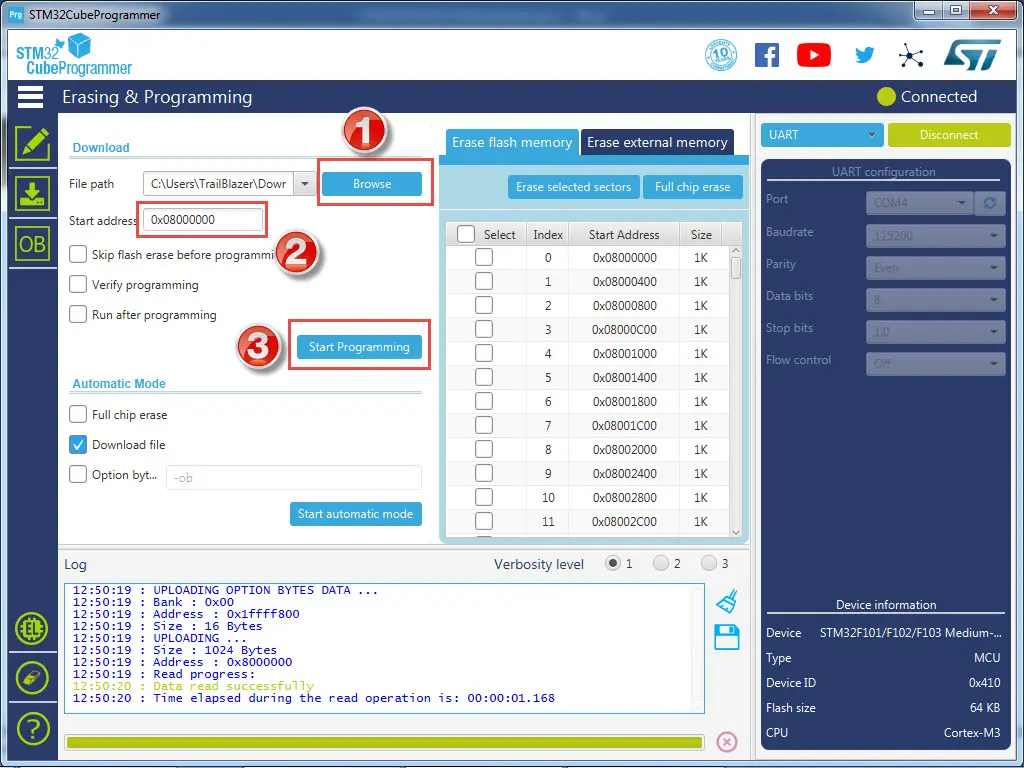 Prg STM32CubeProgrammer
STM32
CubeProgrammer
10
Erasing & Programming
Connected
Download
File path C:\Users\TrailBlazer\Dowr Browse
1
Start address 0x08000000
2
Skip flash erase before programmi
Verify programming
Run after programming
3
Start Programming
Automatic Mode
Full chip erase
Download file
Option byt... -ob
Start automatic mode
OB
Erase flash memory Erase external memory
Erase selected sectors Full chip erase
Select Index Start Address Size
0 0x08000000 1K
1 0x08000400 1K
2 0x08000800 1K
3 0x08000C00 1K
4 0x08001000 1K
5 0x08001400 1K
6 0x08001800 1K
7 0x08001C00 1K
8 0x08002000 1K
9 0x08002400 1K
10 0x08002800 1K
11 0x08002C00 1K
UART Disconnect
UART configuration
Port COM4
Baudrate 115200
Parity Even
Data bits 8
Stop bits 1.0
Flow control Off
Log Verbosity level 1 2 3
12:50:19 : UPLOADING OPTION BYTES DATA ...
12:50:19 : Bank : 0x00
12:50:19 : Address : 0x1ffff800
12:50:19 : Size : 16 Bytes
12:50:19 : UPLOADING ...
12:50:19 : Size : 1024 Bytes
12:50:19 : Address : 0x8000000
12:50:19 : Read progress:
12:50:20 : Data read successfully
12:50:20 : Time elapsed during the read operation is: 00:00:01.168
Device information
Device STM32F101/F102/F103 Medium-...
Type MCU
Device ID 0x410
Flash size 64 KB
CPU Cortex-M3